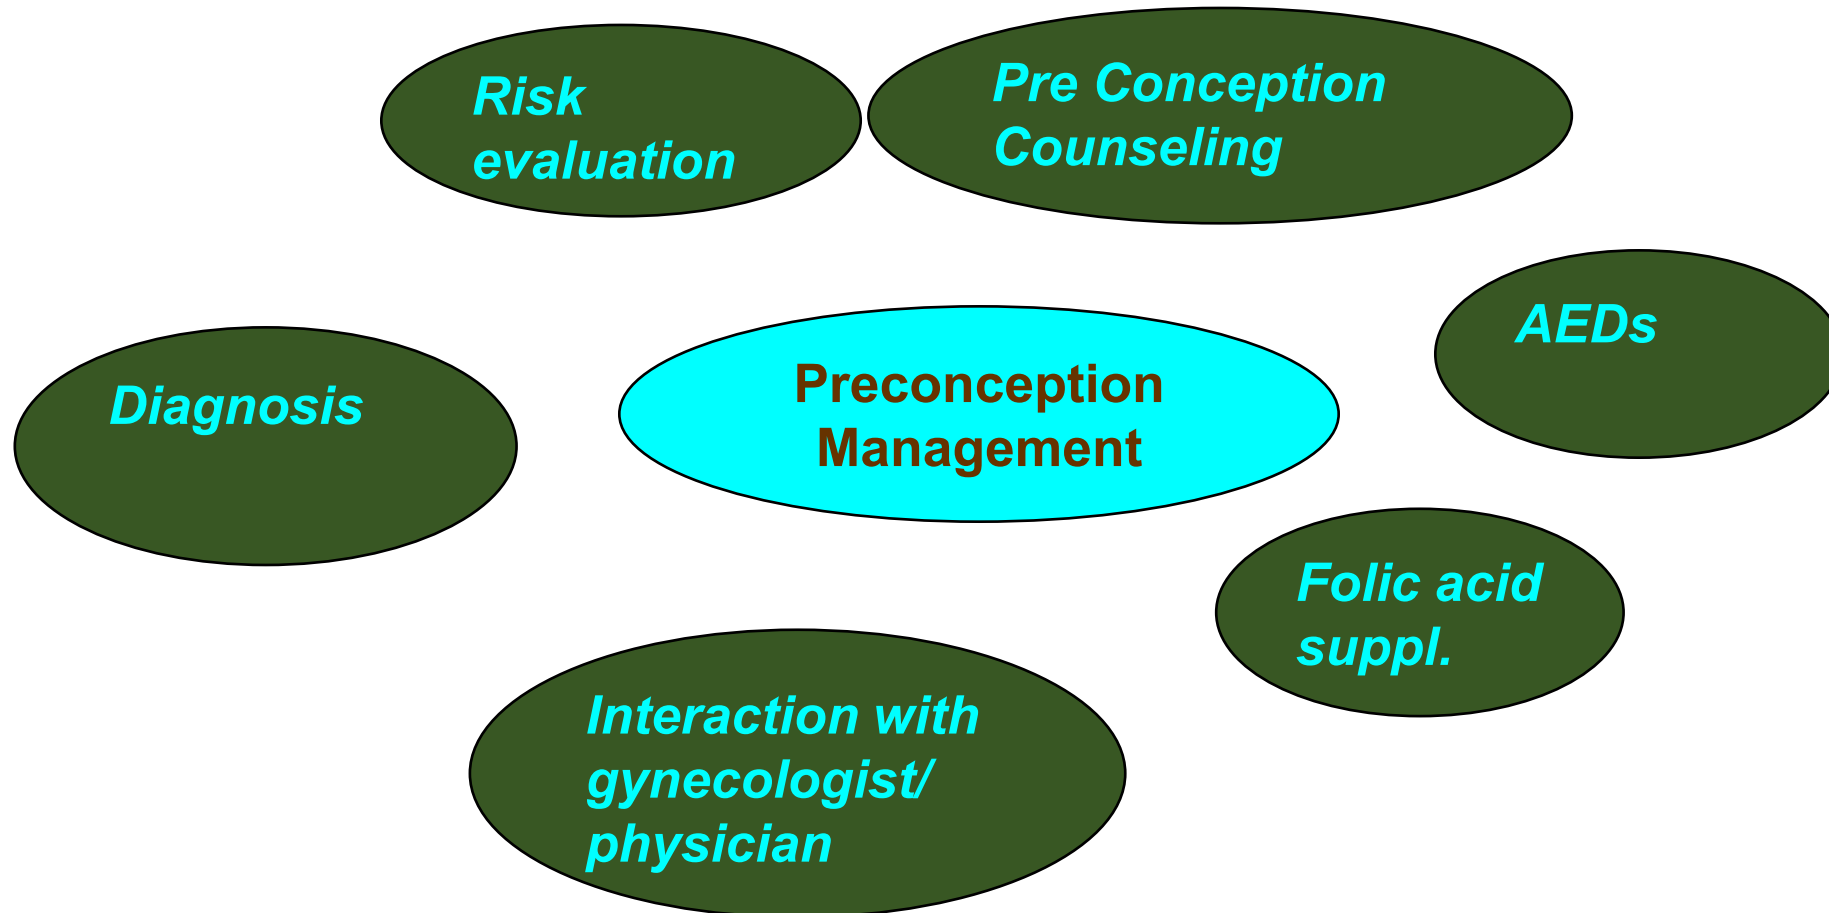 Risk
evaluation
Pre Conception
Counseling
AEDs
Diagnosis
Preconception
Management
Folic acid
suppl.
Interaction with
gynecologist/
physician